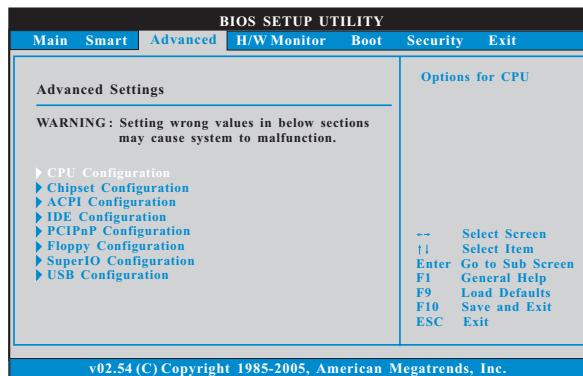 BIOS SETUP UTILITY
Main Smart Advanced H/W Monitor Boot Security Exit
Advanced Settings
WARNING : Setting wrong values in below sections
may cause system to malfunction.
CPU Configuration
Chipset Configuration
ACPI Configuration
IDE Configuration
PCIPnP Configuration
Floppy Configuration
SuperIO Configuration
USB Configuration
Options for CPU
←→ Select Screen
↑↓ Select Item
Enter Go to Sub Screen
F1 General Help
F9 Load Defaults
F10 Save and Exit
ESC Exit
v02.54 (C) Copyright 1985-2005, American Megatrends, Inc.